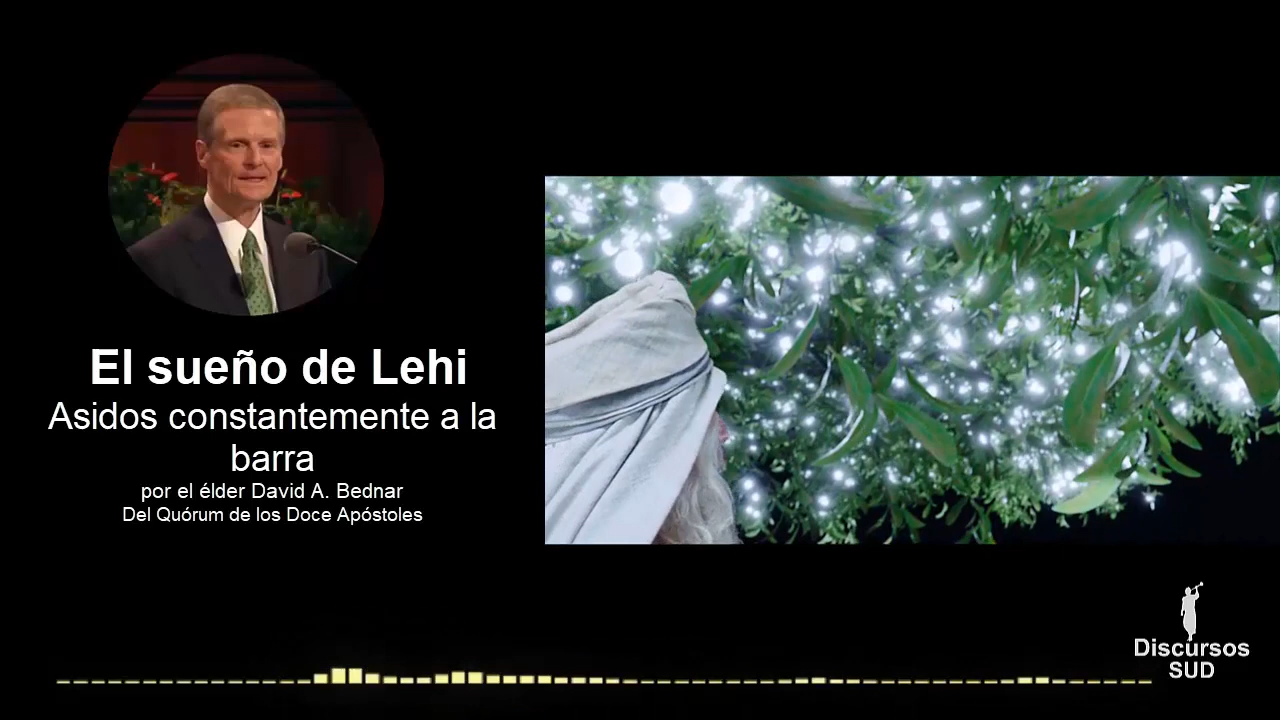 El sueño de Lehi
Asidos constantemente a la
barra
por el élder David A. Bednar
Del Quórum de los Doce Apóstoles
Discursos
SUD